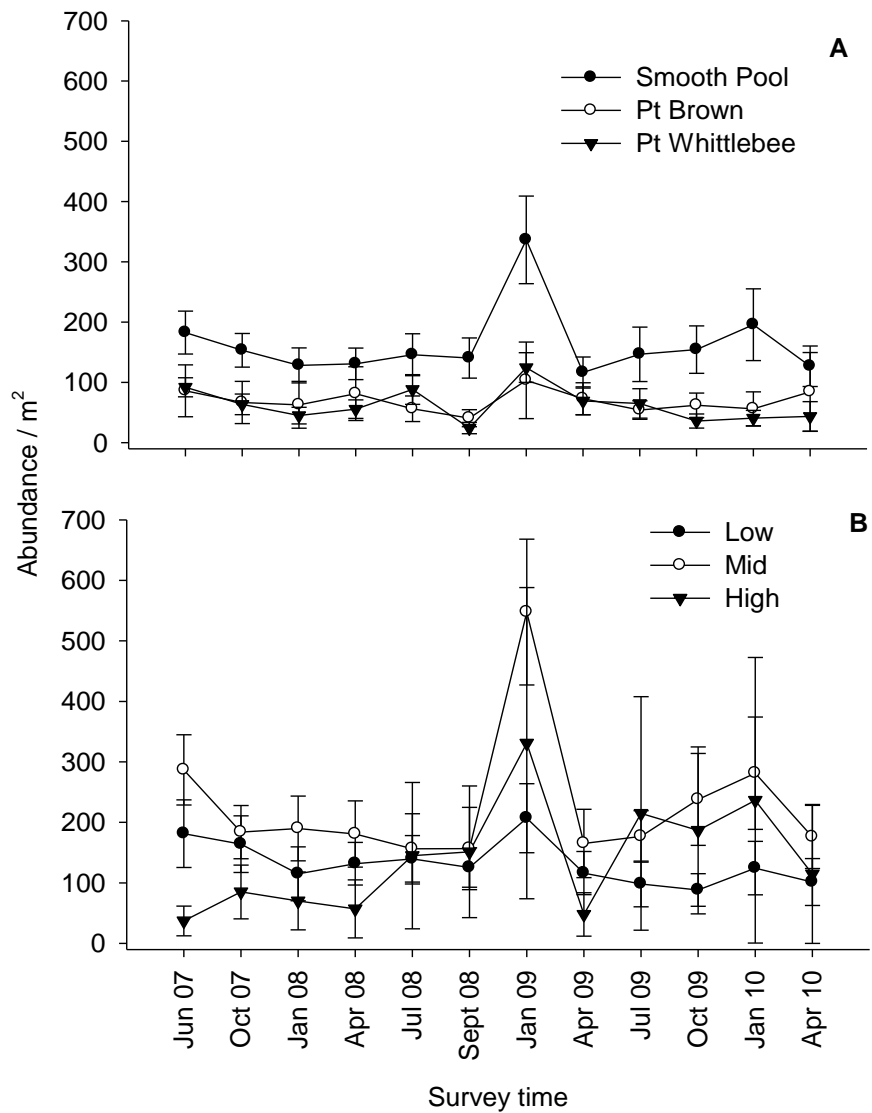 700
600
500
400
300
200
100
0
A
Smooth Pool
Pt Brown
Pt Whittlebee
Abundance / m²
700
600
500
400
300
200
100
0
B
Low
Mid
High
Jun 07
Oct 07
Jan 08
Apr 08
Jul 08
Sept 08
Jan 09
Apr 09
Jul 09
Oct 09
Jan 10
Apr 10
Survey time